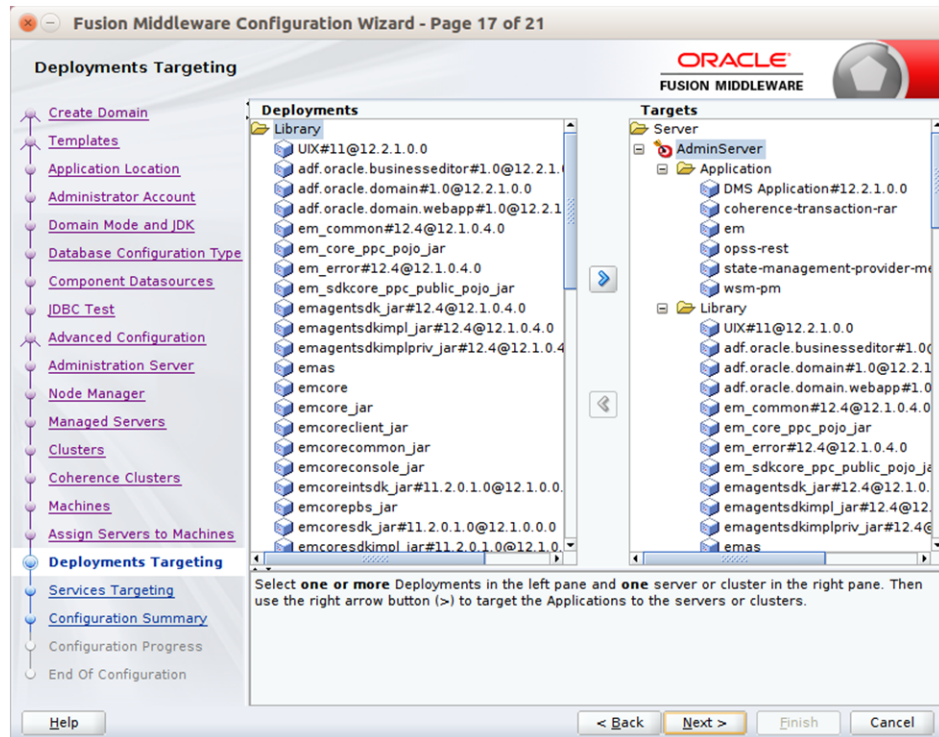 Fusion Middleware Configuration Wizard - Page 17 of 21
Deployments Targeting
ORACLE
FUSION MIDDLEWARE
Create Domain
Templates
Application Location
Administrator Account
Domain Mode and JDK
Database Configuration Type
Component Datasources
JDBC Test
Advanced Configuration
Administration Server
Node Manager
Managed Servers
Clusters
Coherence Clusters
Machines
Assign Servers to Machines
Deployments Targeting
Services Targeting
Configuration Summary
Configuration Progress
End Of Configuration
Deployments
Library
UIX#11@12.2.1.0.0
adf.oracle.businesseditor#1.0@12.2.1.
adf.oracle.domain#1.0@12.2.1.0.0
adf.oracle.domain.webapp#1.0@12.2.1
em_common#12.4@12.1.0.4.0
em_core_ppc_pojo_jar
em_error#12.4@12.1.0.4.0
em_sdkcore_ppc_public_pojo_jar
emagentsdk_jar#12.4@12.1.0.4.0
emagentsdkimpl_jar#12.4@12.1.0.4.0
emagentsdkimplpriv_jar#12.4@12.1.0.4
emas
emcore
emcore_jar
emcoreclient_jar
emcorecommon_jar
emcoreconsole_jar
emcoreintsdk_jar#11.2.0.1.0@12.1.0.0.
emcorepbs_jar
emcoresdk_jar#11.2.0.1.0@12.1.0.0.0
emcoresdkimpl_jar#11.2.0.1.0@12.1.0.
Targets
Server
AdminServer
Application
DMS Application#12.2.1.0.0
coherence-transaction-rar
em
opss-rest
state-management-provider-me
wsm-pm
Library
UIX#11@12.2.1.0.0
adf.oracle.businesseditor#1.0@
adf.oracle.domain#1.0@12.2.1
adf.oracle.domain.webapp#1.0
em_common#12.4@12.1.0.4.0
em_core_ppc_pojo_jar
em_error#12.4@12.1.0.4.0
em_sdkcore_ppc_public_pojo_ja
emagentsdk_jar#12.4@12.1.0.
emagentsdkimpl_jar#12.4@12.
emagentsdkimplpriv_jar#12.4@
emas
Select one or more Deployments in the left pane and one server or cluster in the right pane. Then
use the right arrow button (>) to target the Applications to the servers or clusters.
Help
< Back
Next >
Finish
Cancel